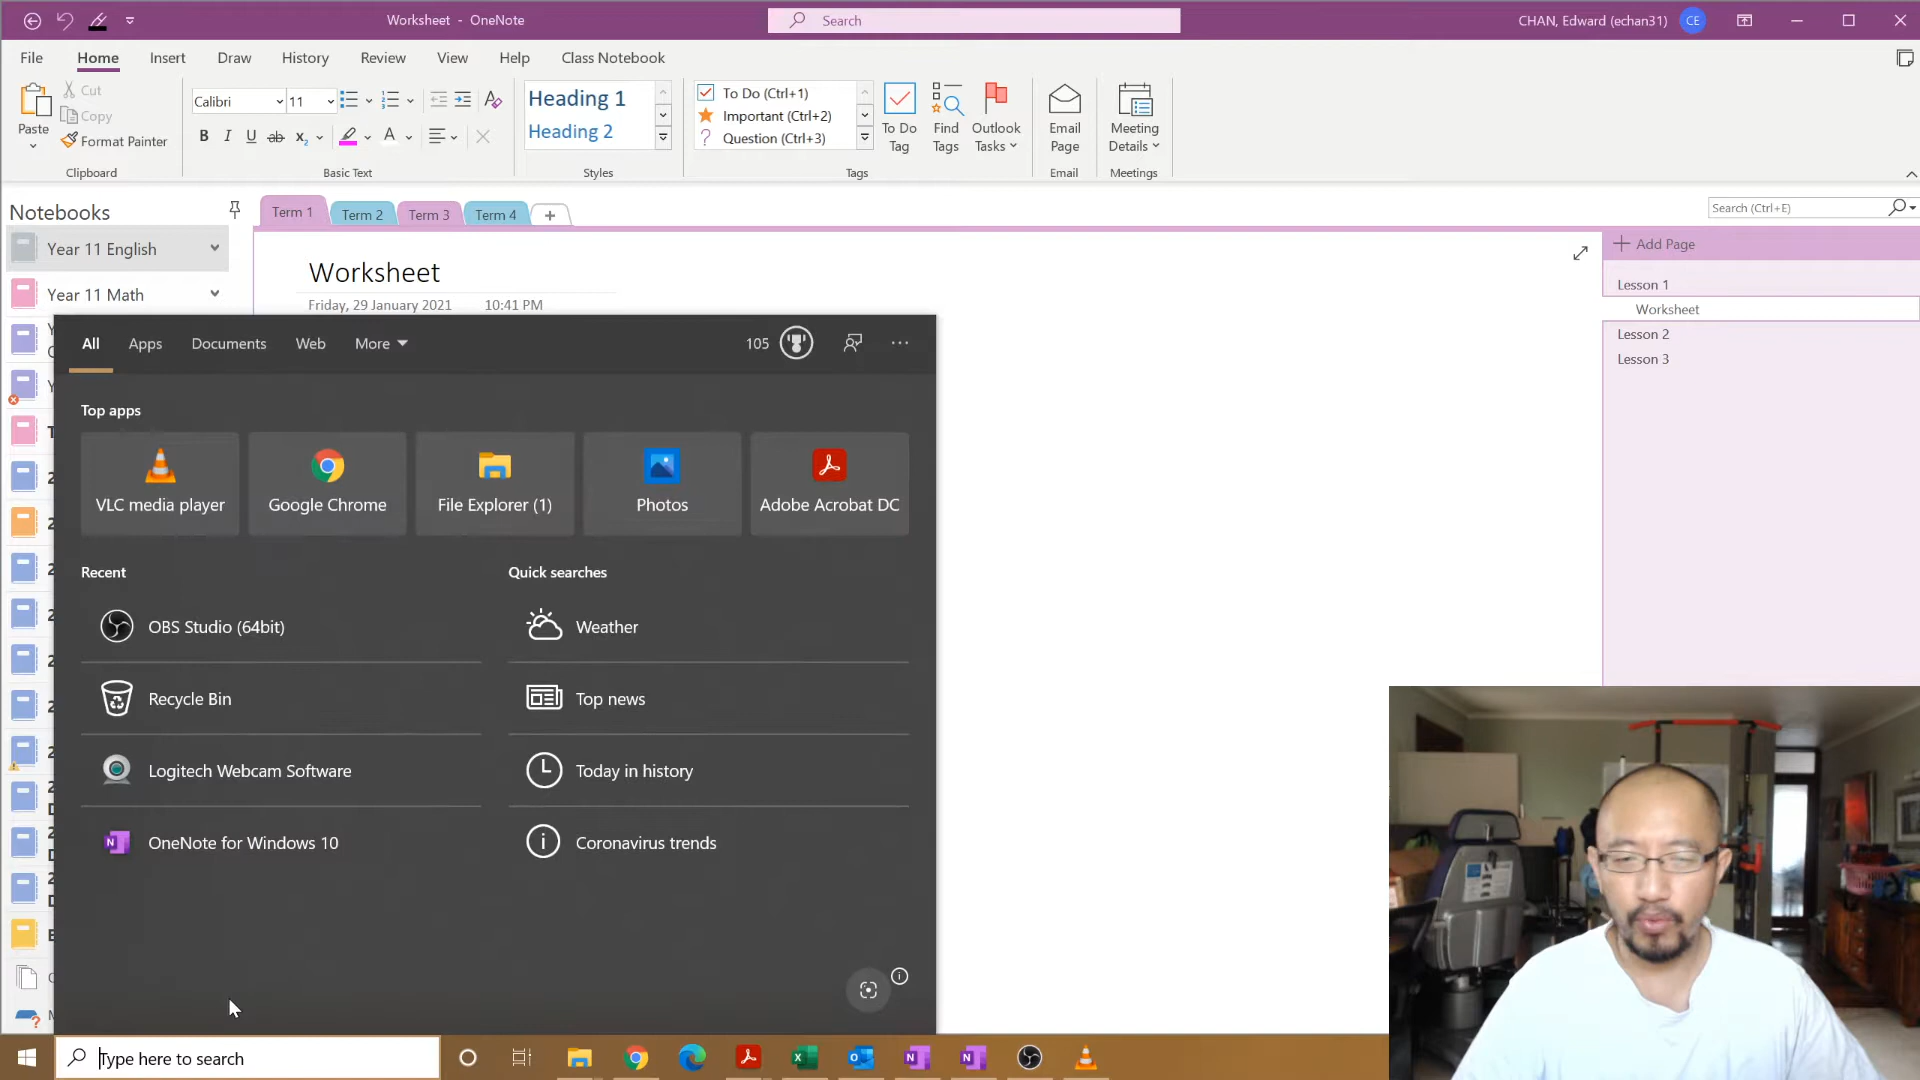 Worksheet - OneNote
Search
CHAN, Edward (echan31)
CE
File Home Insert Draw History Review View Help Class Notebook
Paste
Cut
Copy
Format Painter
Clipboard
Calibri 11
B I U ab x₂ A
Basic Text
Heading 1
Heading 2
Styles
To Do (Ctrl+1)
Important (Ctrl+2)
Question (Ctrl+3)
To Do
Tag
Find
Tags
Outlook
Tasks
Tags
Email
Page
Email
Meeting
Details
Meetings
Notebooks
Year 11 English
Year 11 Math
Term 1 Term 2 Term 3 Term 4
Search (Ctrl+E)
Worksheet
Friday, 29 January 2021 10:41 PM
Add Page
Lesson 1
Worksheet
Lesson 2
Lesson 3
All Apps Documents Web More
105
Top apps
VLC media player
Google Chrome
File Explorer (1)
Photos
Adobe Acrobat DC
Recent
OBS Studio (64bit)
Recycle Bin
Logitech Webcam Software
OneNote for Windows 10
Quick searches
Weather
Top news
Today in history
Coronavirus trends
Type here to search